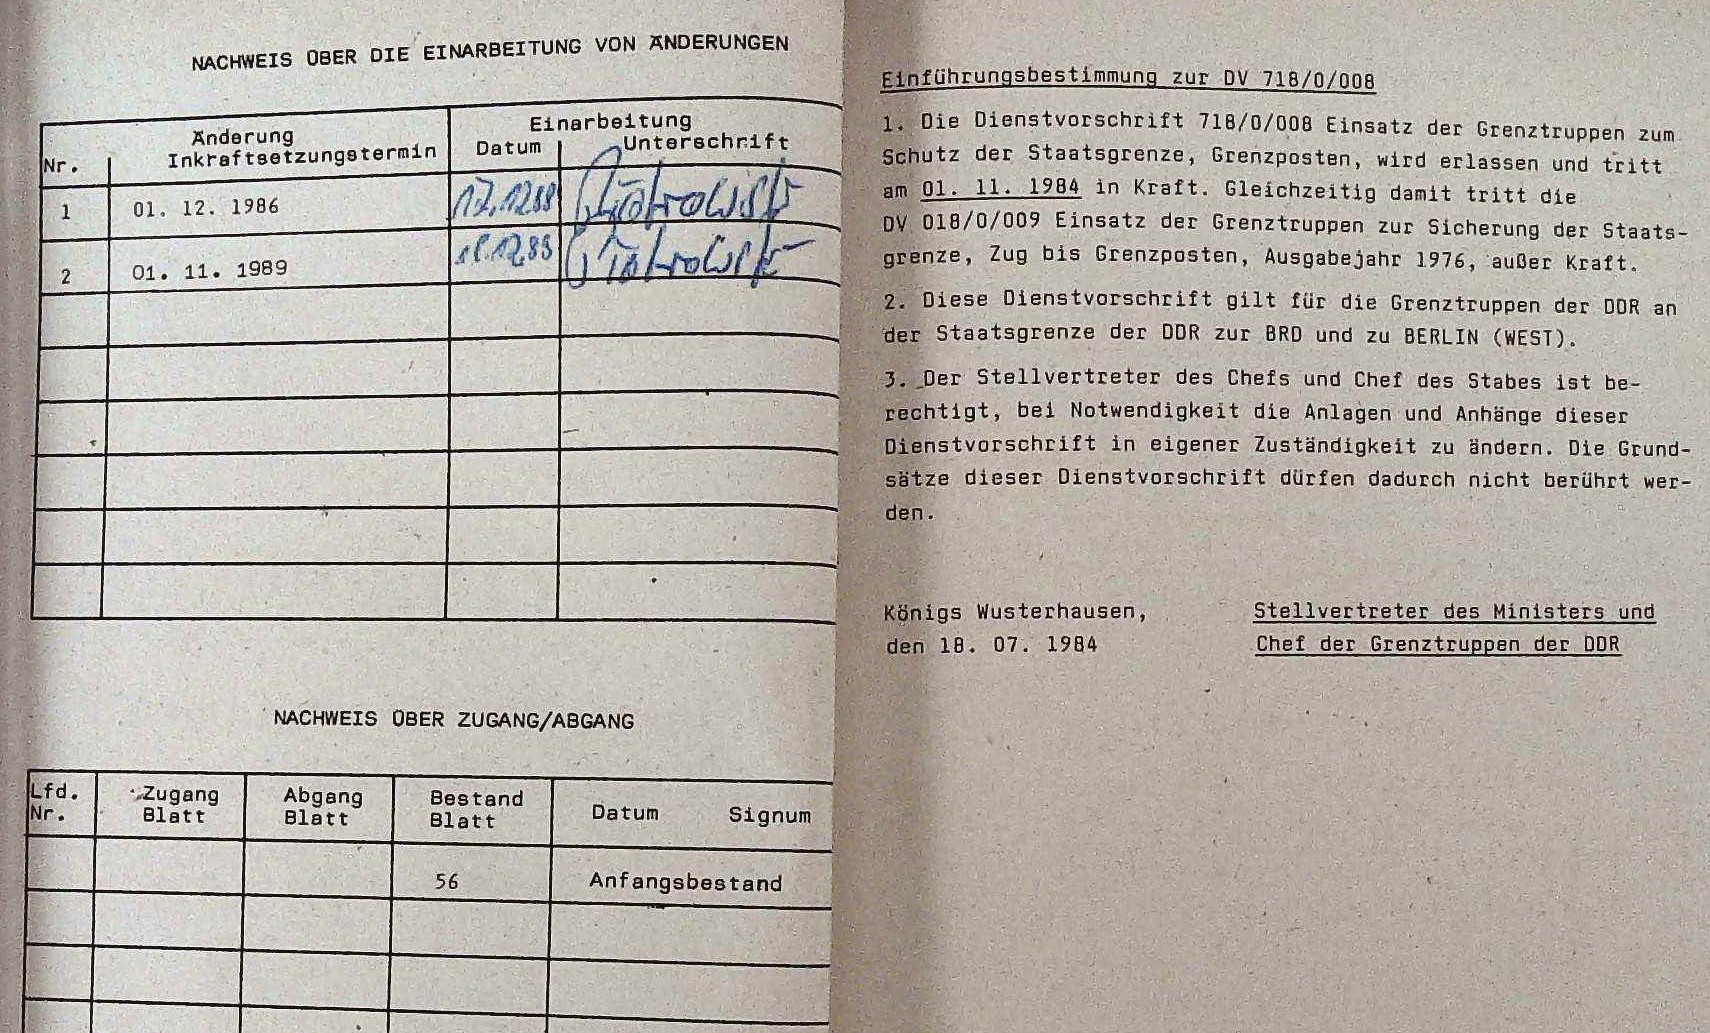 NACHWEIS ÜBER DIE EINARBEITUNG VON ÄNDERUNGEN
Nr.
Änderung
Inkraftsetzungstermin
Einarbeitung
Datum
Unterschrift
1 01. 12. 1986
2 01. 11. 1989
NACHWEIS ÜBER ZUGANG/ABGANG
Lfd. Nr.
Zugang Blatt
Abgang Blatt
Bestand Blatt
Datum Signum
56 Anfangsbestand
Einführungsbestimmung zur DV 718/0/008
1. Die Dienstvorschrift 718/0/008 Einsatz der Grenztruppen zum
Schutz der Staatsgrenze, Grenzposten, wird erlassen und tritt
am 01. 11. 1984 in Kraft. Gleichzeitig damit tritt die
DV 018/0/009 Einsatz der Grenztruppen zur Sicherung der Staats-
grenze, Zug bis Grenzposten, Ausgabejahr 1976, außer Kraft.
2. Diese Dienstvorschrift gilt für die Grenztruppen der DDR an
der Staatsgrenze der DDR zur BRD und zu BERLIN (WEST).
3. Der Stellvertreter des Chefs und Chef des Stabes ist be-
rechtigt, bei Notwendigkeit die Anlagen und Anhänge dieser
Dienstvorschrift in eigener Zuständigkeit zu ändern. Die Grund-
sätze dieser Dienstvorschrift dürfen dadurch nicht berührt wer-
den.
Königs Wusterhausen,
den 18. 07. 1984
Stellvertreter des Ministers und
Chef der Grenztruppen der DDR